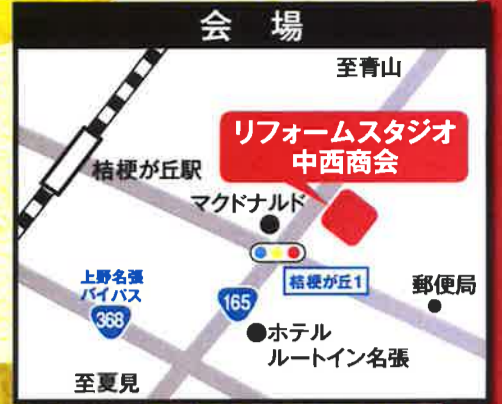 会場
至青山
リフォームスタジオ
中西商会
桔梗が丘駅
マクドナルド
桔梗が丘1
上野名張
バイパス
368
165
郵便局
ホテル
ルートイン名張
至夏見